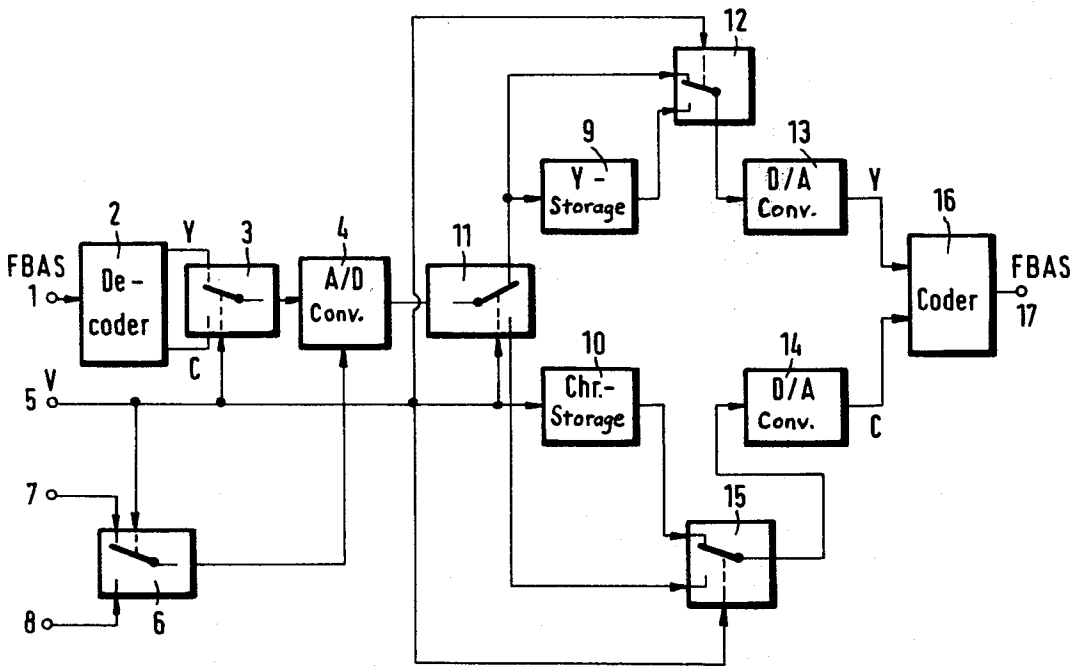 12
9
Y -
Storage
13
D/A
Conv.
Y
16
Coder
FBAS
17
2
De-
coder
FBAS
1
Y
C
3
4
A/D
Conv.
11
V
5
10
Chr.-
Storage
14
D/A
Conv.
C
7
8
6
15